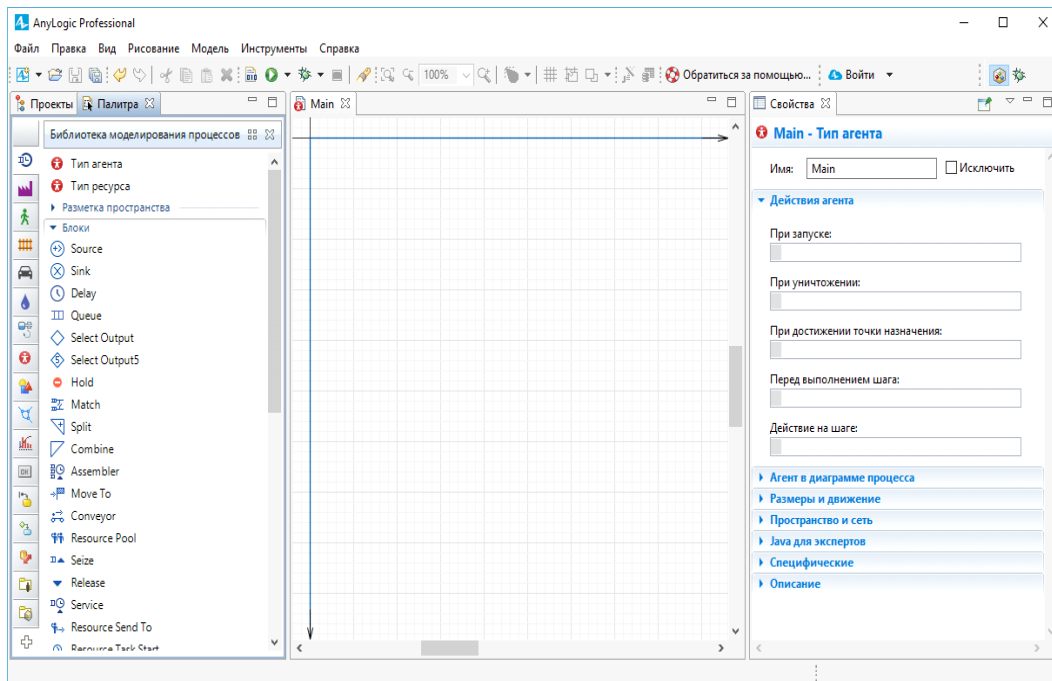 AnyLogic Professional
Файл Правка Вид Рисование Модель Инструменты Справка
100% Обратиться за помощью... Войти
Проекты Палитра
Main
Свойства
Библиотека моделирования процессов
Тип агента
Тип ресурса
Разметка пространства
Блоки
Source
Sink
Delay
Queue
Select Output
Select Output5
Hold
Match
Split
Combine
Assembler
Move To
Conveyor
Resource Pool
Seize
Release
Service
Resource Send To
Resource Task Start
Main - Тип агента
Имя: Main Исключить
Действия агента
При запуске:
При уничтожении:
При достижении точки назначения:
Перед выполнением шага:
Действие на шаге:
Агент в диаграмме процесса
Размеры и движение
Пространство и сеть
Java для экспертов
Специфические
Описание